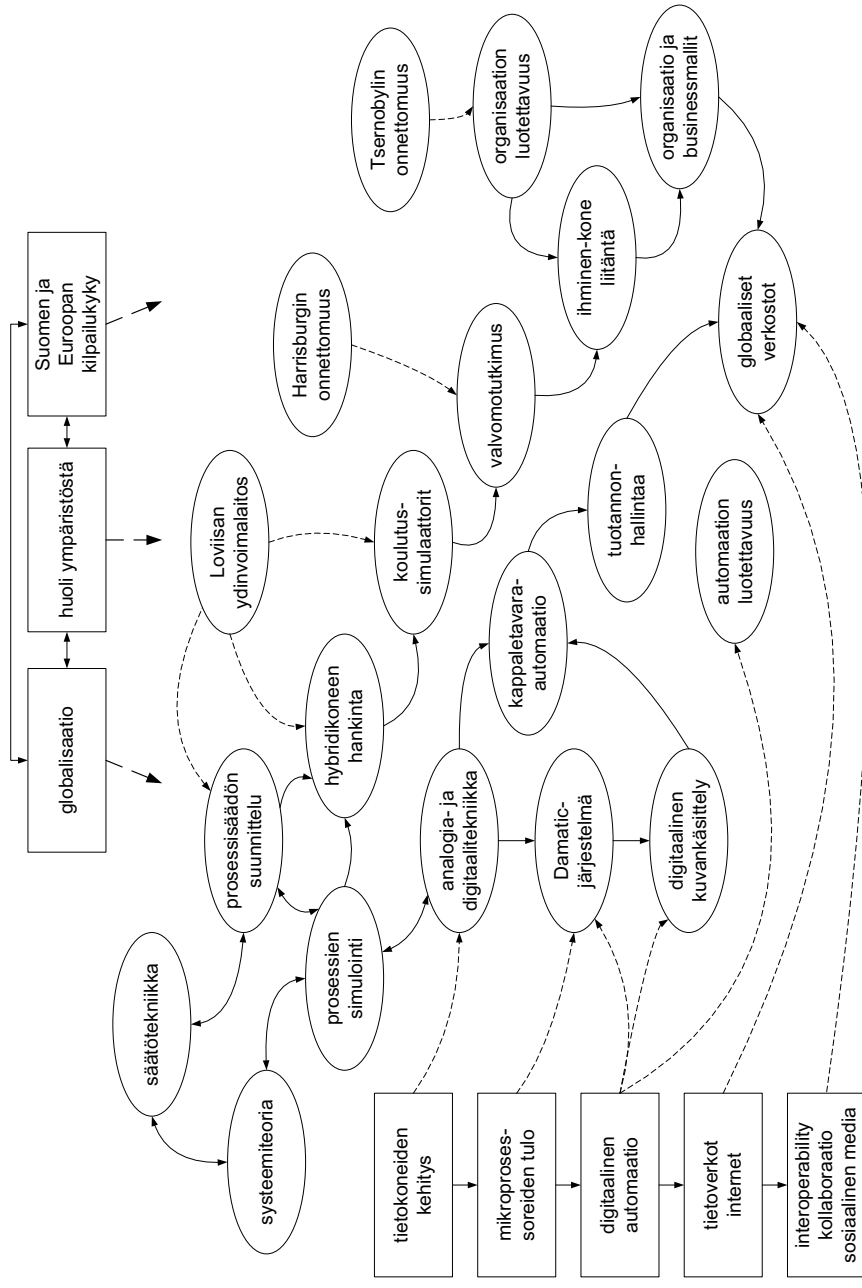 globalisaatio
huoli ympäristöstä
Suomen ja
Euroopan
kilpailukyky
säätötekniikka
systeemiteoria
prosessisäädön
suunnittelu
prosessien
simulointi
Loviisan
ydinvoimalaitos
hybridikoneen
hankinta
koulutus-
simulaattorit
Harrisburgin
onnettomuus
Tsernobylin
onnettomuus
valvomotutkimus
organisaation
luotettavuus
ihminen-kone
liitäntä
organisaatio ja
businessmallit
tietokoneiden
kehitys
analogia- ja
digitaalitekniikka
kappaletavara-
automaatio
mikroproses-
soreiden tulo
Damatic-
järjestelmä
tuotannon-
hallintaa
digitaalinen
automaatio
digitaalinen
kuvankäsittely
automaation
luotettavuus
globaaliset
verkostot
tietoverkot
internet
interoperability
kollaboraatio
sosiaalinen media